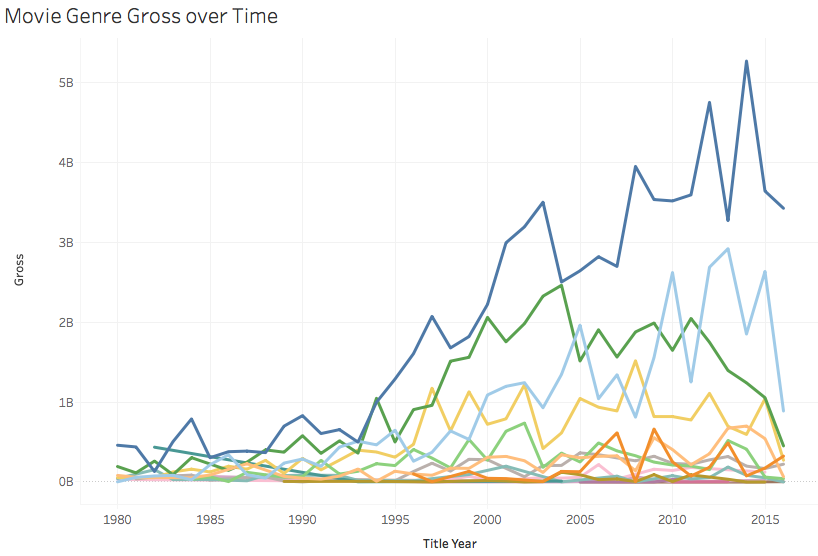 Movie Genre Gross over Time
5B
4B
3B
2B
1B
0B
Gross
1980 1985 1990 1995 2000 2005 2010 2015
Title Year